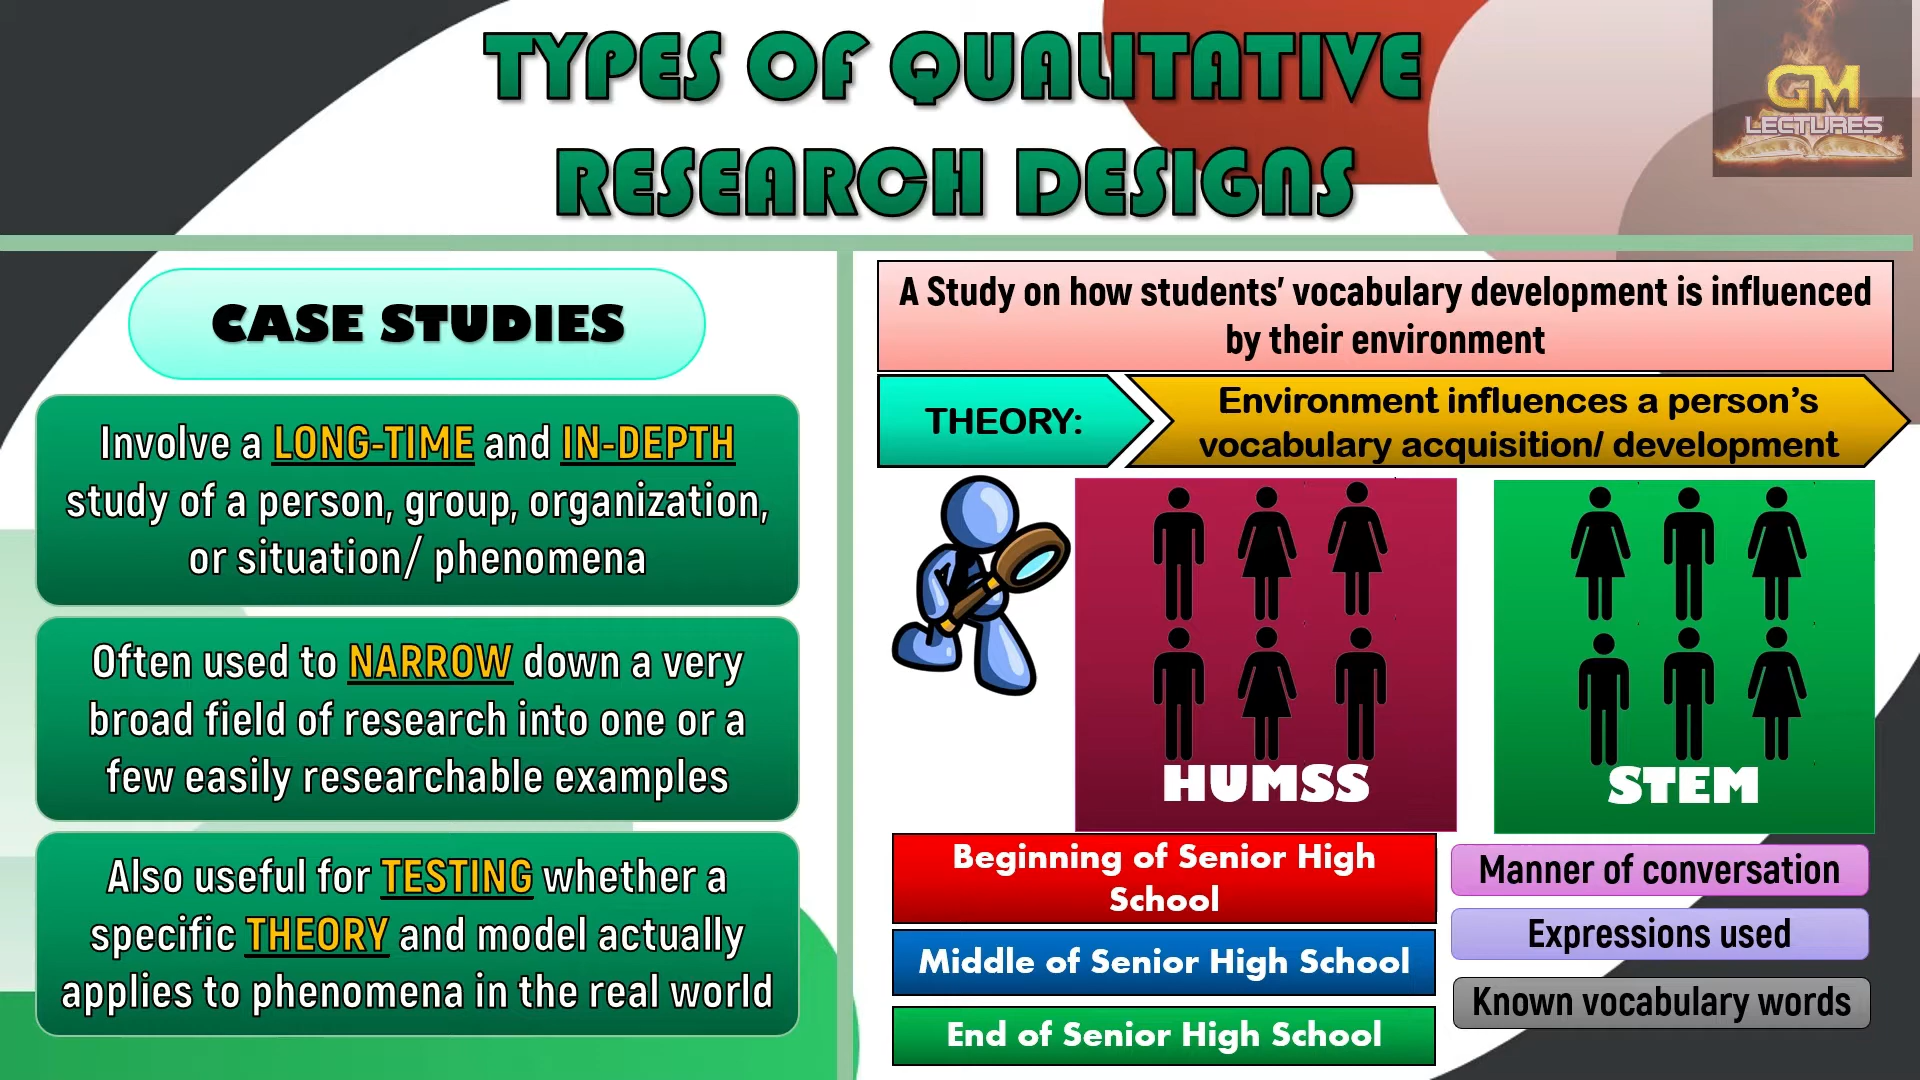 TYPES OF QUALITATIVE
RESEARCH DESIGNS
GM
LECTURES
CASE STUDIES
Involve a LONG-TIME and IN-DEPTH
study of a person, group, organization,
or situation/ phenomena
Often used to NARROW down a very
broad field of research into one or a
few easily researchable examples
Also useful for TESTING whether a
specific THEORY and model actually
applies to phenomena in the real world
A Study on how students’ vocabulary development is influenced
by their environment
THEORY:
Environment influences a person’s
vocabulary acquisition/ development
HUMSS
STEM
Beginning of Senior High
School
Middle of Senior High School
End of Senior High School
Manner of conversation
Expressions used
Known vocabulary words